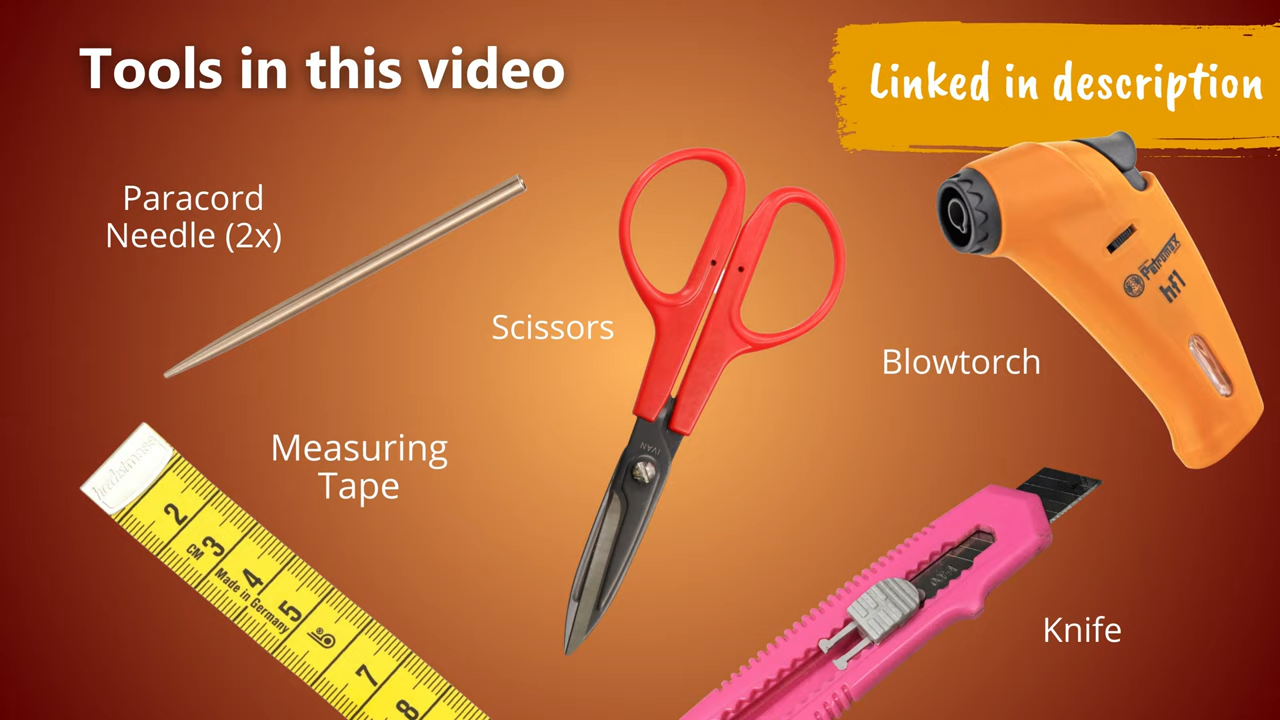 Tools in this video
Linked in description
Paracord
Needle (2x)
Scissors
Blowtorch
Petromax
hf1
Measuring
Tape
2
3
CM
4
Made in Germany
5
6
7
8
IVAN
Knife